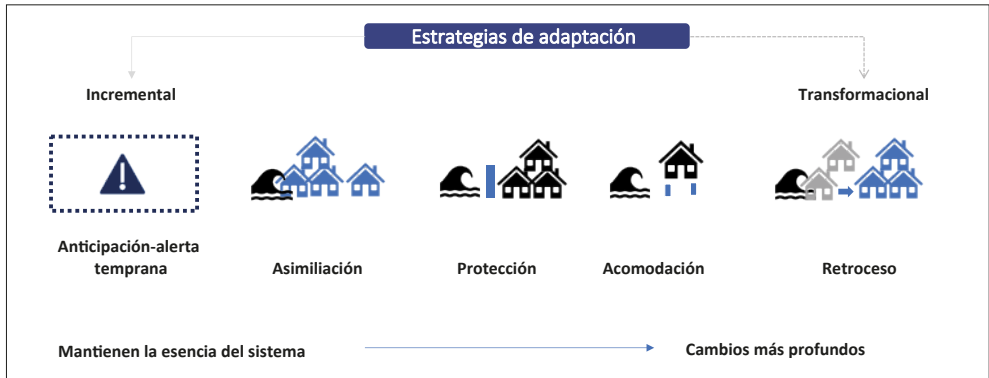 Estrategias de adaptación
Incremental
Transformacional
Anticipación-alerta
temprana
Asimiliación
Protección
Acomodación
Retroceso
Mantienen la esencia del sistema
Cambios más profundos